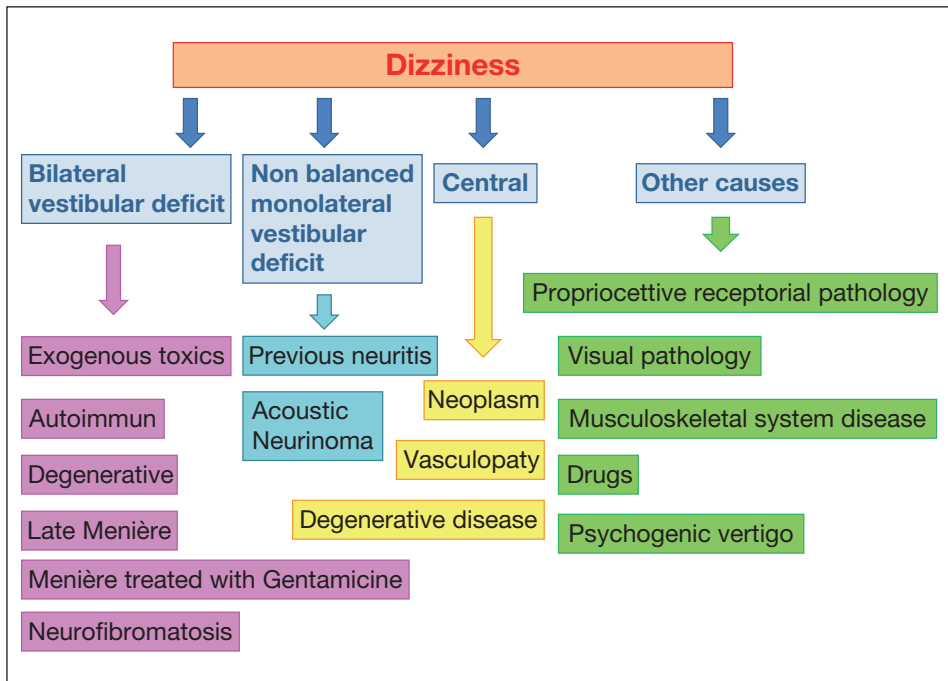 Dizziness
Bilateral
vestibular deficit
Non balanced
monolateral
vestibular
deficit
Central
Other causes
Exogenous toxics
Autoimmun
Degenerative
Late Menière
Menière treated with Gentamicine
Neurofibromatosis
Previous neuritis
Acoustic
Neurinoma
Neoplasm
Vasculopaty
Degenerative disease
Propriocettive receptorial pathology
Visual pathology
Musculoskeletal system disease
Drugs
Psychogenic vertigo